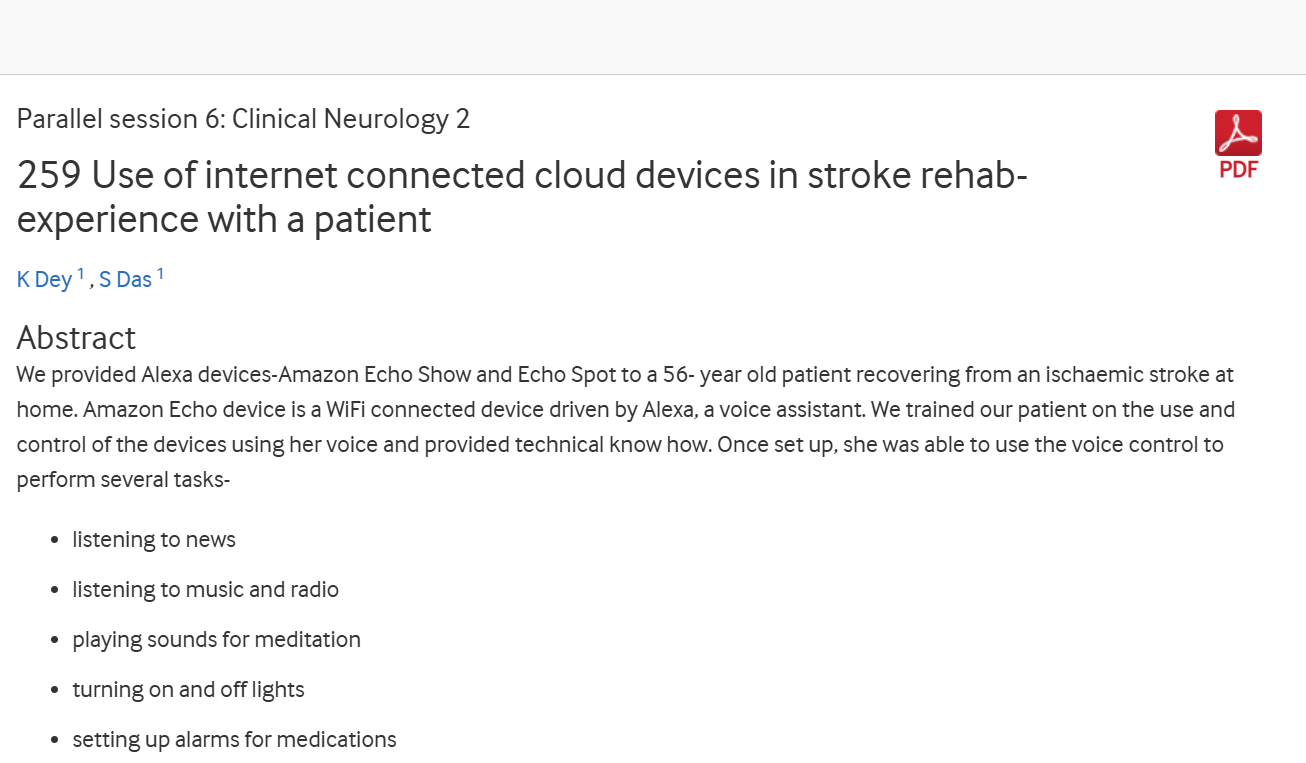 Parallel session 6: Clinical Neurology 2
PDF
259 Use of internet connected cloud devices in stroke rehab-
experience with a patient
K Dey 1 , S Das 1
Abstract
We provided Alexa devices-Amazon Echo Show and Echo Spot to a 56- year old patient recovering from an ischaemic stroke at
home. Amazon Echo device is a WiFi connected device driven by Alexa, a voice assistant. We trained our patient on the use and
control of the devices using her voice and provided technical know how. Once set up, she was able to use the voice control to
perform several tasks-
• listening to news
• listening to music and radio
• playing sounds for meditation
• turning on and off lights
• setting up alarms for medications